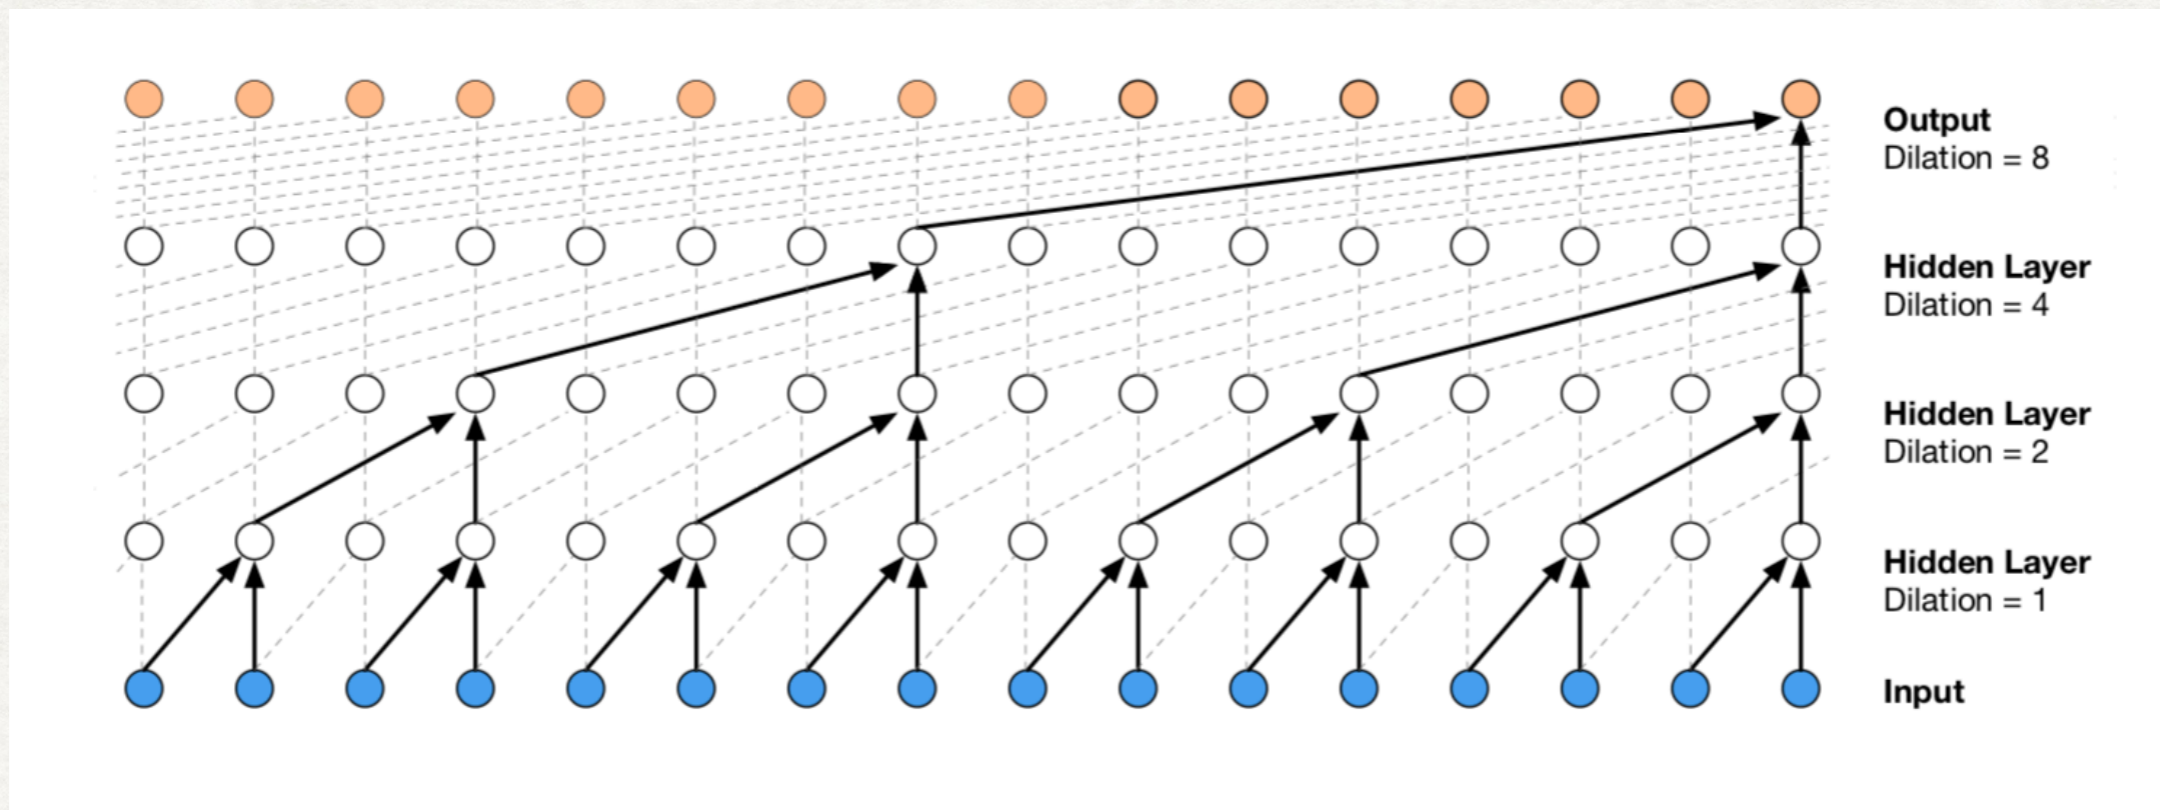 Output
Dilation = 8
Hidden Layer
Dilation = 4
Hidden Layer
Dilation = 2
Hidden Layer
Dilation = 1
Input